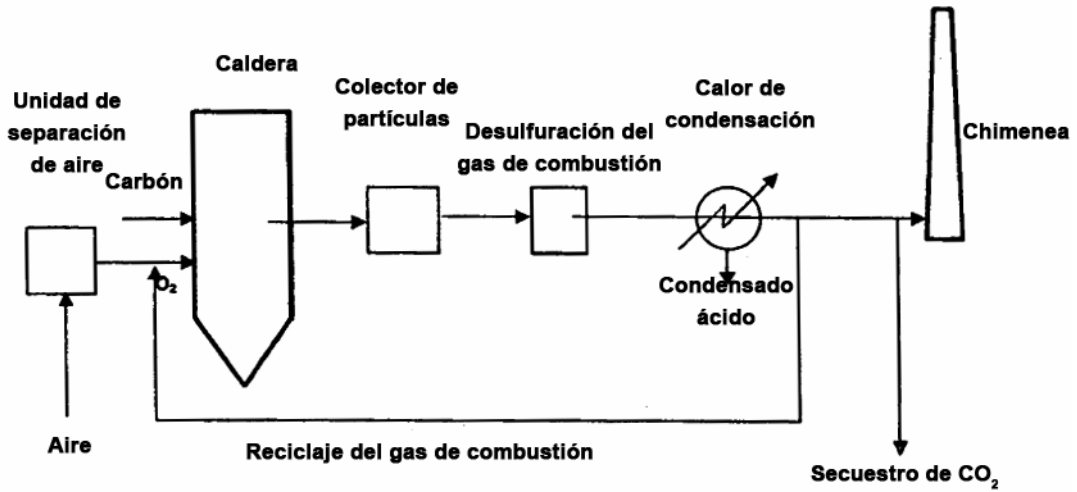 Caldera
Unidad de
separación
de aire
Colector de
partículas
Calor de
condensación
Desulfuración del
gas de combustión
Chimenea
Carbón
O₂
Condensado
ácido
Aire
Reciclaje del gas de combustión
Secuestro de CO₂